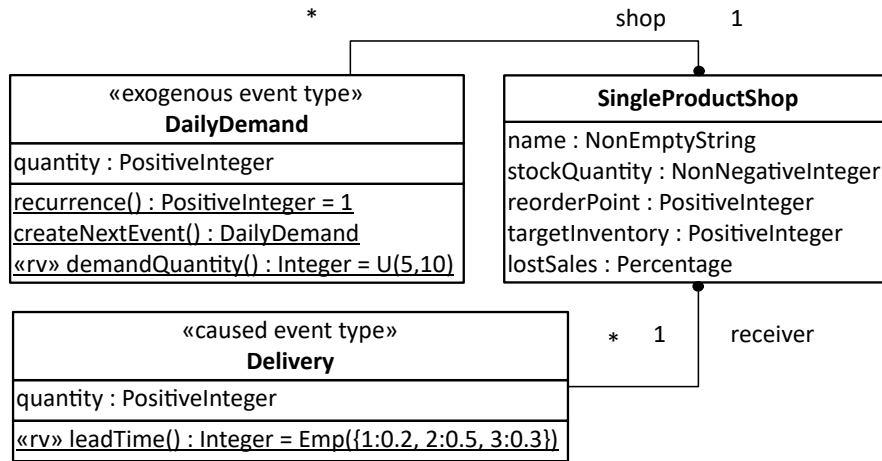 * shop 1
«exogenous event type»
DailyDemand
quantity : PositiveInteger
recurrence() : PositiveInteger = 1
createNextEvent() : DailyDemand
«rv» demandQuantity() : Integer = U(5,10)
SingleProductShop
name : NonEmptyString
stockQuantity : NonNegativeInteger
reorderPoint : PositiveInteger
targetInventory : PositiveInteger
lostSales : Percentage
* 1 receiver
«caused event type»
Delivery
quantity : PositiveInteger
«rv» leadTime() : Integer = Emp({1:0.2, 2:0.5, 3:0.3})